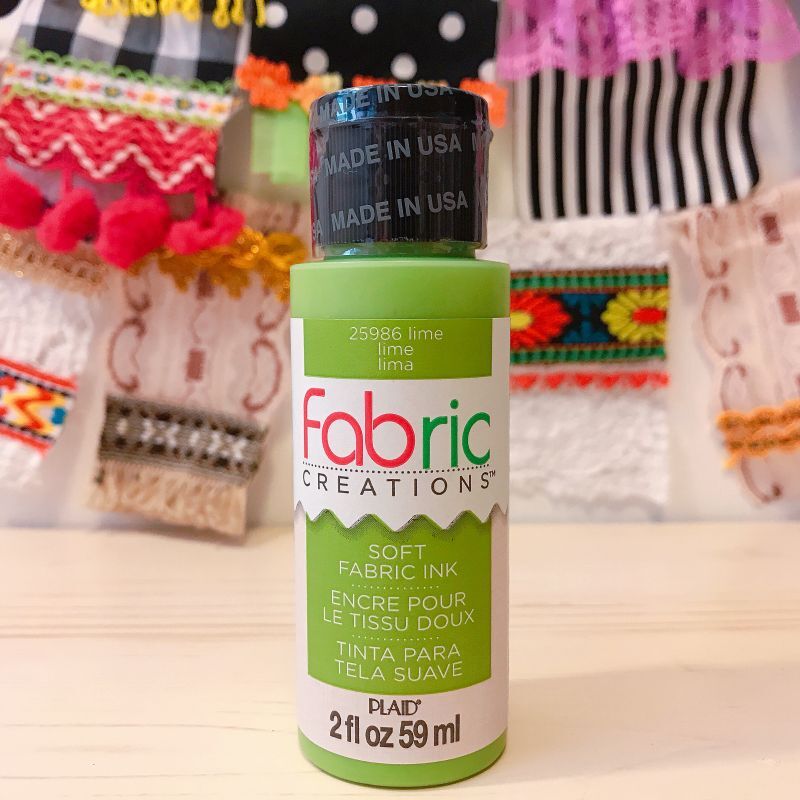 MADE IN USA
MADE IN USA
MADE IN USA
25986 lime
lime
lima
fabric
CREATIONS™
SOFT
FABRIC INK
ENCRE POUR
LE TISSU DOUX
TINTA PARA
TELA SUAVE
PLAID®
2 fl oz 59 ml